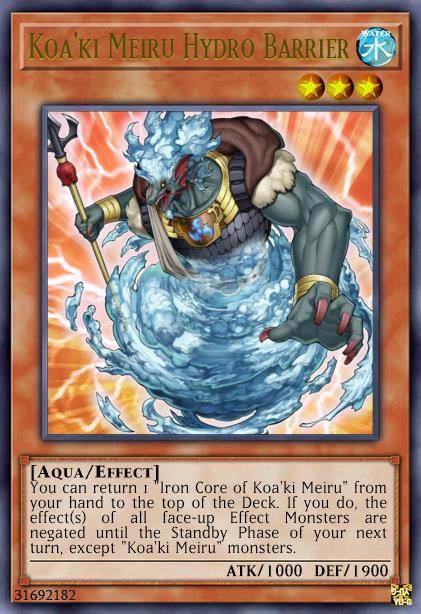 Koa'ki Meiru Hydro Barrier
WATER
水
[Aqua/Effect]
You can return 1 "Iron Core of Koa'ki Meiru" from
your hand to the top of the Deck. If you do, the
effect(s) of all face-up Effect Monsters are
negated until the Standby Phase of your next
turn, except "Koa'ki Meiru" monsters.
ATK/1000 DEF/1900
31692182